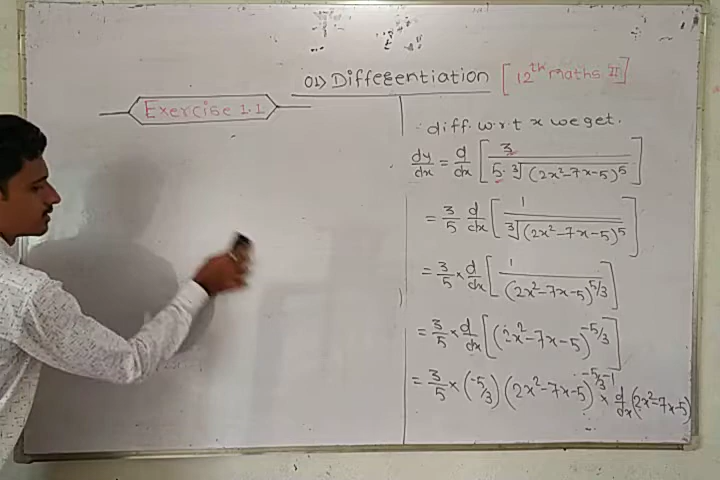 01) Differentiation [12th maths II]
Exercise 1.1
diff. w.r.t x we get.
dy/dx = d/dx [ 3 / 5·∛(2x²-7x-5)⁵ ]
= 3/5 d/dx [ 1 / ∛(2x²-7x-5)⁵ ]
= 3/5 × d/dx [ 1 / (2x²-7x-5)^5/3 ]
= 3/5 × d/dx [ (2x²-7x-5)^-5/3 ]
= 3/5 × (-5/3) (2x²-7x-5)^-5/3-1 × d/dx (2x²-7x-5)